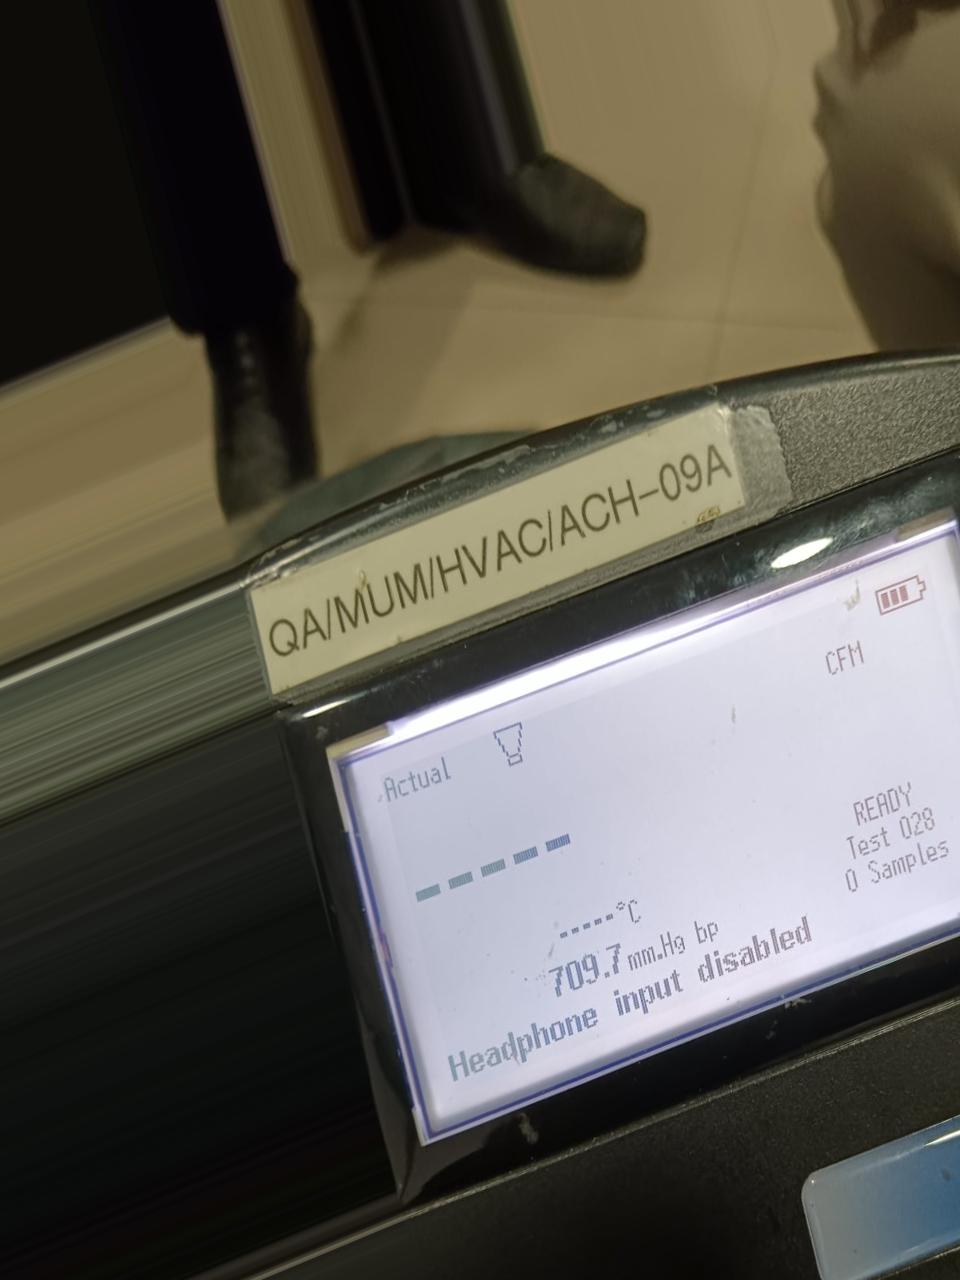 QA/MUM/HVAC/ACH-09A
CFM
Actual
READY
Test 028
0 Samples
-----
-----°C
709.7 mm.Hg bp
Headphone input disabled